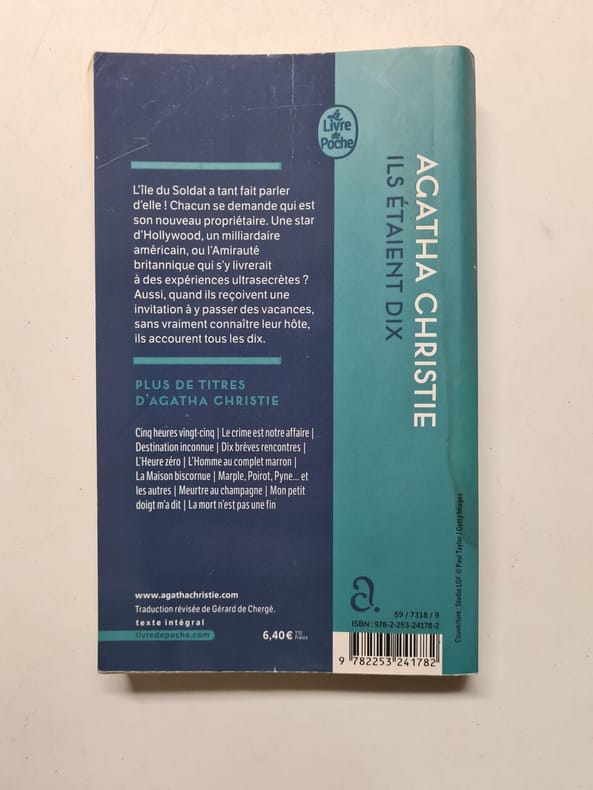 Le
Livre
de
Poche
L'île du Soldat a tant fait parler
d'elle ! Chacun se demande qui est
son nouveau propriétaire. Une star
d'Hollywood, un milliardaire
américain, ou l'Amirauté
britannique qui s'y livrerait
à des expériences ultrasecrètes ?
Aussi, quand ils reçoivent une
invitation à y passer des vacances,
sans vraiment connaître leur hôte,
ils accourent tous les dix.
PLUS DE TITRES
D'AGATHA CHRISTIE
Cinq heures vingt-cinq | Le crime est notre affaire |
Destination inconnue | Dix brèves rencontres |
L'Heure zéro | L'Homme au complet marron |
La Maison biscornue | Marple, Poirot, Pyne... et
les autres | Meurtre au champagne | Mon petit
doigt m'a dit | La mort n'est pas une fin
www.agathachristie.com
Traduction révisée de Gérard de Chergé.
texte intégral
livredepoche.com
6,40 € TTC
France
AGATHA CHRISTIE
ILS ÉTAIENT DIX
a.
59 / 7318 / 9
ISBN : 978-2-253-24178-2
9 782253 241782
Couverture : Studio LGF. © Paul Taylor / Getty Images.